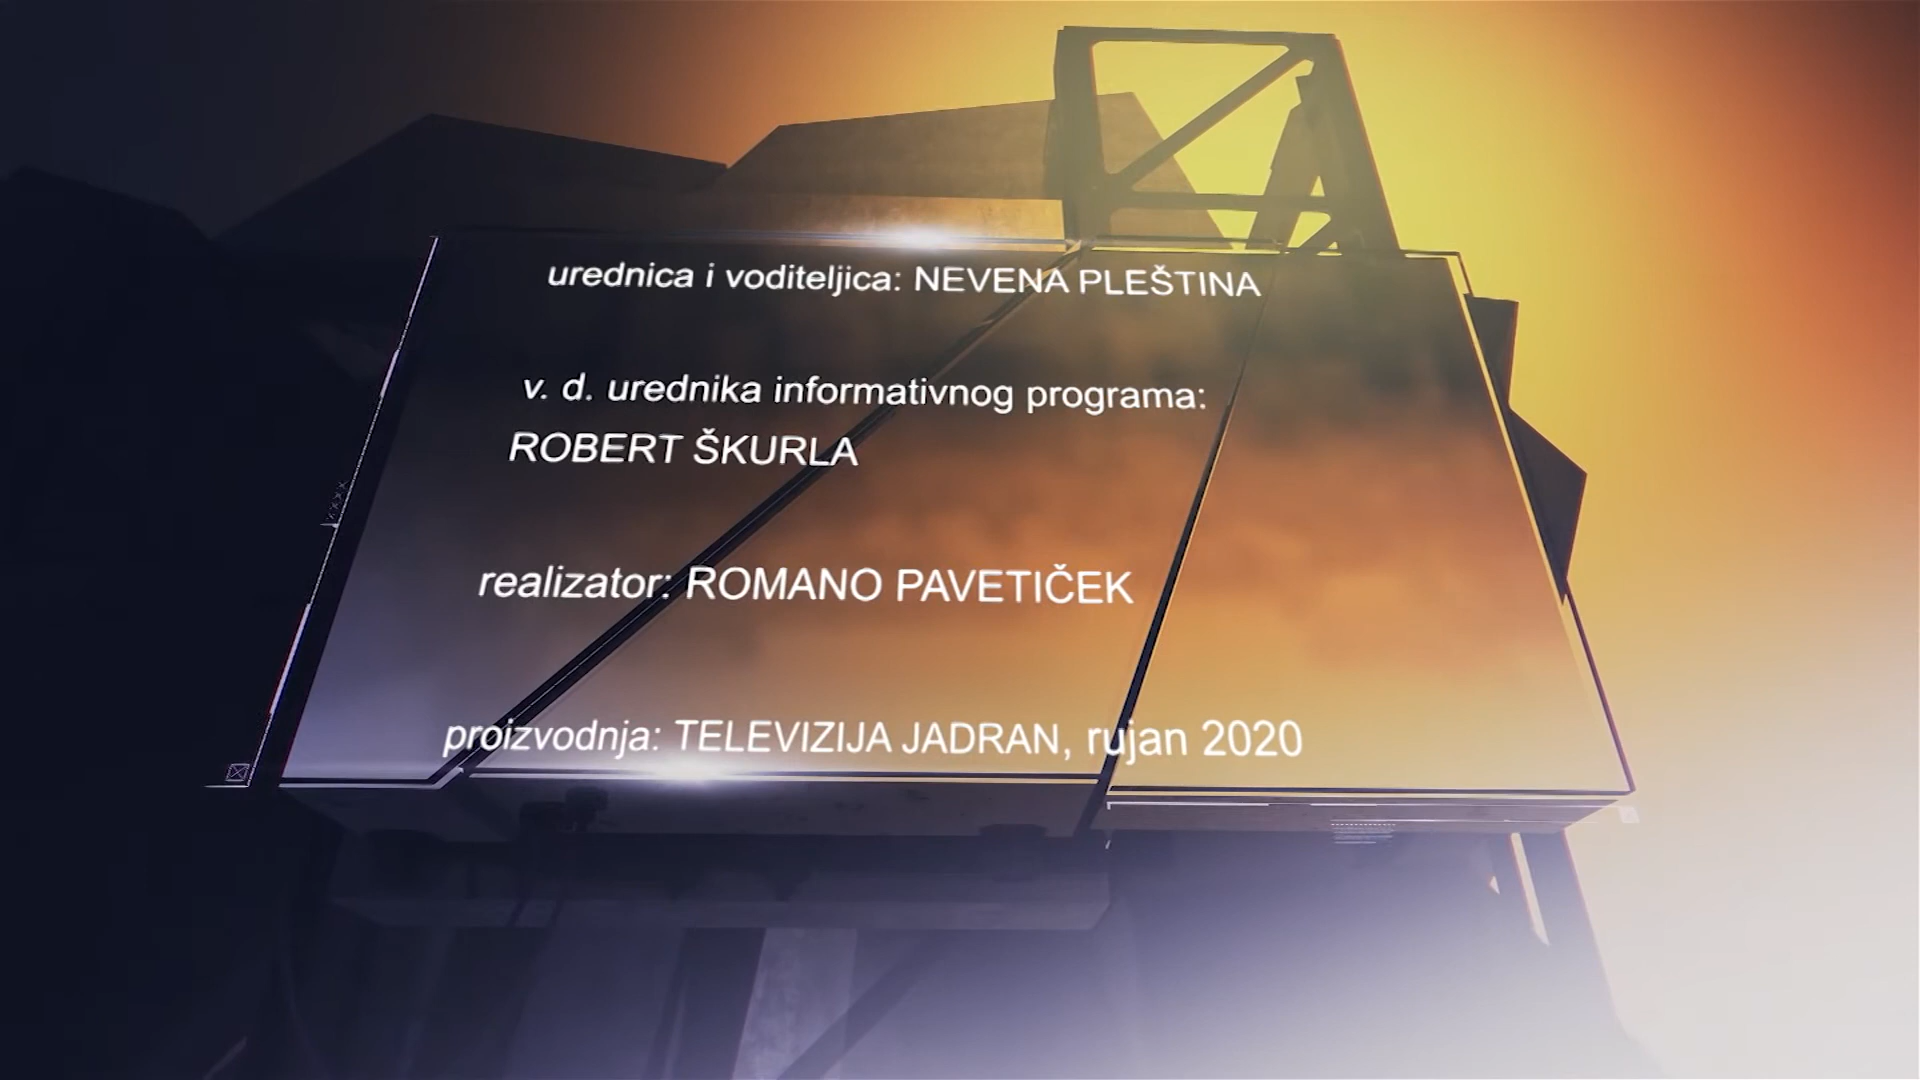 urednica i voditeljica: NEVENA PLEŠTINA
v. d. urednika informativnog programa:
ROBERT ŠKURLA
realizator: ROMANO PAVETIČEK
proizvodnja: TELEVIZIJA JADRAN, rujan 2020